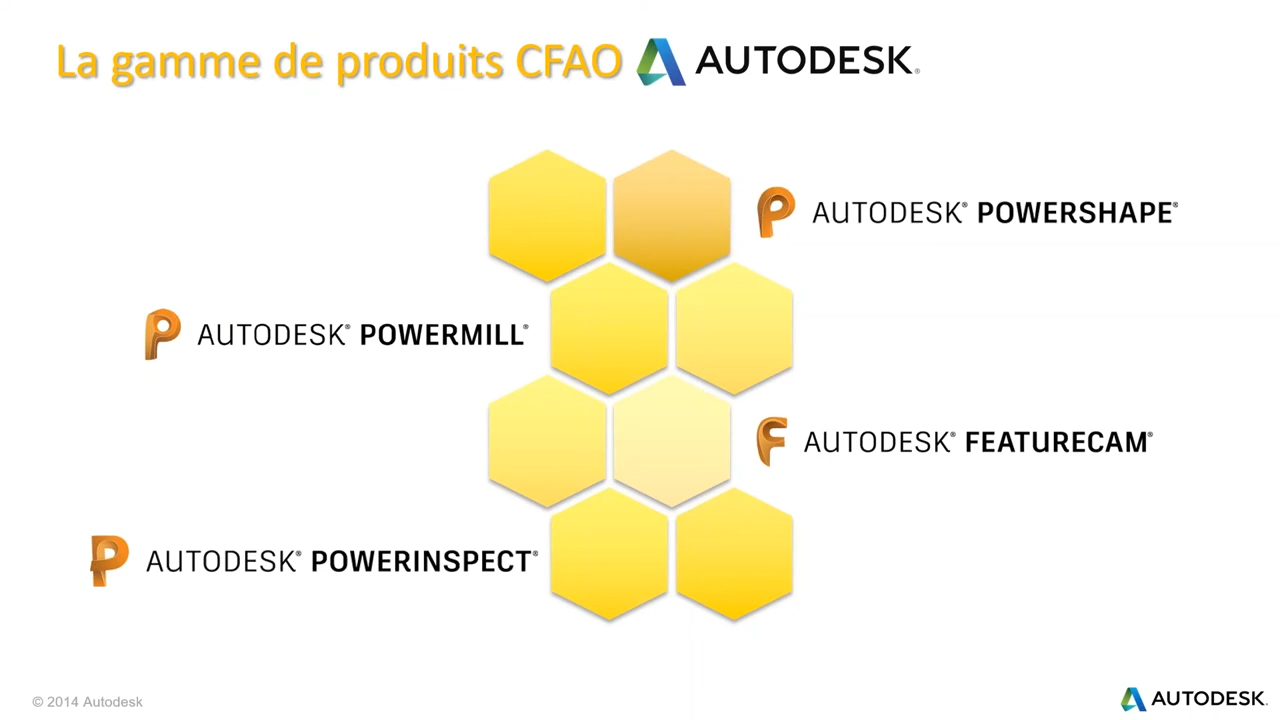 La gamme de produits CFAO AUTODESK®
AUTODESK® POWERSHAPE®
AUTODESK® POWERMILL®
AUTODESK® FEATURECAM®
AUTODESK® POWERINSPECT®
© 2014 Autodesk
AUTODESK®